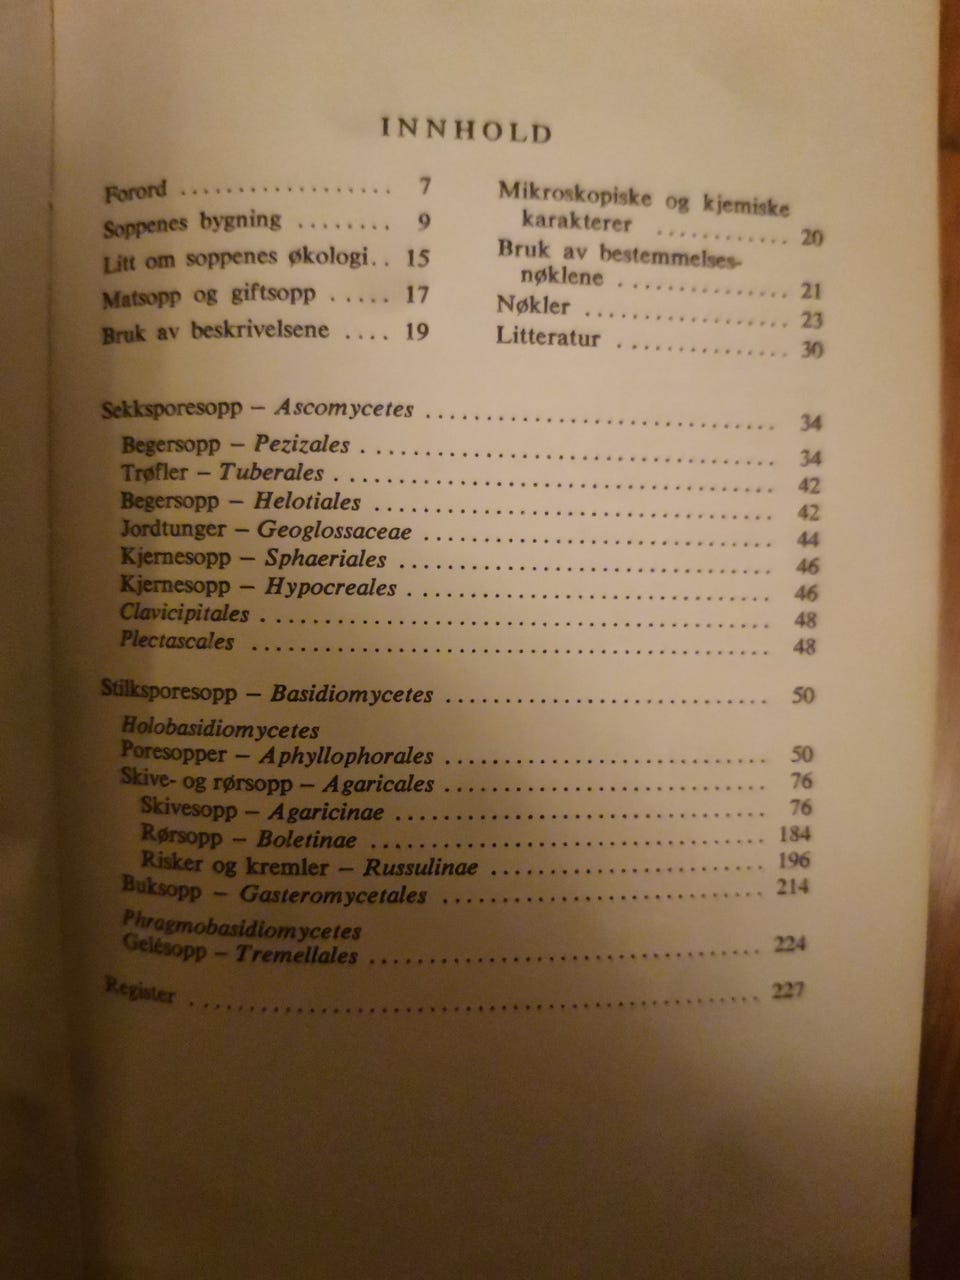 INNHOLD
Forord ................. 7
Soppenes bygning ........ 9
Litt om soppenes økologi.. 15
Matsopp og giftsopp ..... 17
Bruk av beskrivelsene .... 19
Mikroskopiske og kjemiske
karakterer ............ 20
Bruk av bestemmelses-
nøklene ............... 21
Nøkler .................. 23
Litteratur ............... 30
Sekksporesopp – Ascomycetes ........................ 34
Begersopp – Pezizales ............................ 34
Trøfler – Tuberales .............................. 42
Begersopp – Helotiales ........................... 42
Jordtunger – Geoglossaceae ........................ 44
Kjernesopp – Sphaeriales .......................... 46
Kjernesopp – Hypocreales ......................... 46
Clavicipitales .................................. 48
Plectascales ................................... 48
Stilksporesopp – Basidiomycetes ..................... 50
Holobasidiomycetes
Poresopper – Aphyllophorales ...................... 50
Skive- og rørsopp – Agaricales ..................... 76
Skivesopp – Agaricinae .......................... 76
Rørsopp – Boletinae ............................ 184
Risker og kremler – Russulinae .................... 196
Buksopp – Gasteromycetales ....................... 214
Phragmobasidiomycetes
Gelésopp – Tremellales ........................... 224
Register ....................................... 227